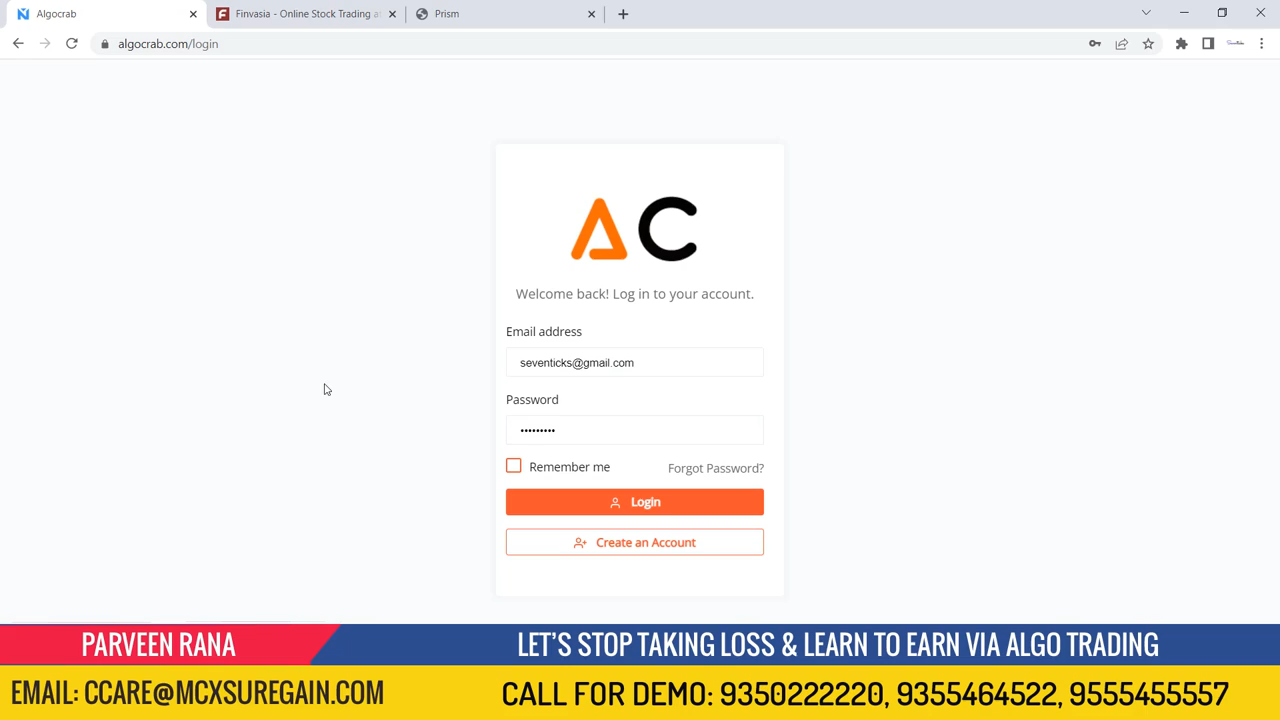 Algocrab
Finvasia - Online Stock Trading a
Prism
algocrab.com/login
AC
Welcome back! Log in to your account.
Email address
seventicks@gmail.com
Password
•••••••••
Remember me
Forgot Password?
Login
Create an Account
PARVEEN RANA
LET'S STOP TAKING LOSS & LEARN TO EARN VIA ALGO TRADING
EMAIL: CCARE@MCXSUREGAIN.COM
CALL FOR DEMO: 9350222220, 9355464522, 9555455557